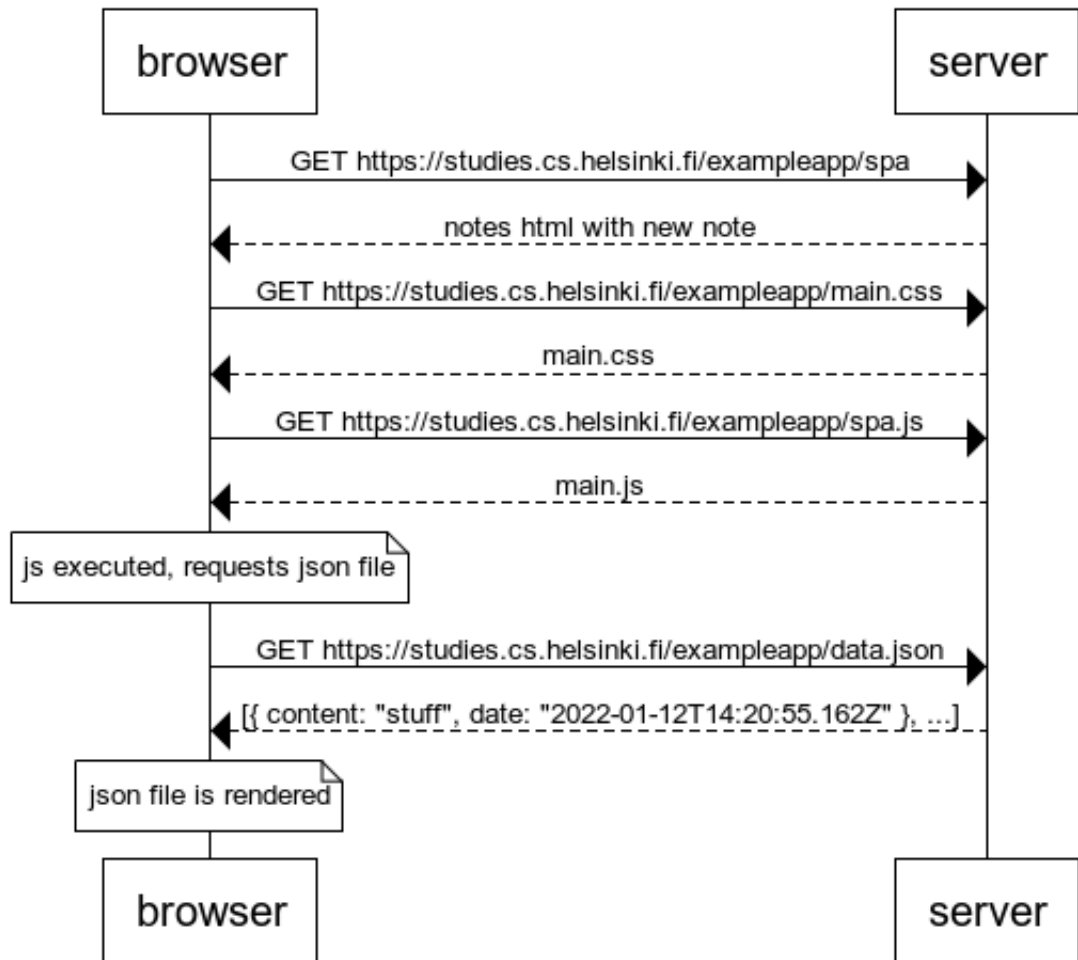 browser
server
GET https://studies.cs.helsinki.fi/exampleapp/spa
notes html with new note
GET https://studies.cs.helsinki.fi/exampleapp/main.css
main.css
GET https://studies.cs.helsinki.fi/exampleapp/spa.js
main.js
js executed, requests json file
GET https://studies.cs.helsinki.fi/exampleapp/data.json
[{ content: "stuff", date: "2022-01-12T14:20:55.162Z" }, ...]
json file is rendered
browser
server